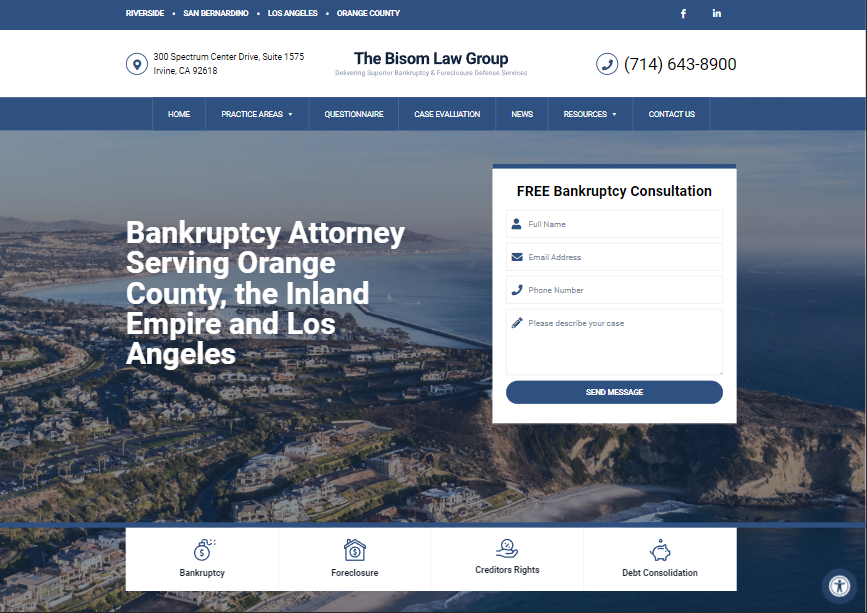 RIVERSIDE • SAN BERNARDINO • LOS ANGELES • ORANGE COUNTY
300 Spectrum Center Drive, Suite 1575
Irvine, CA 92618
The Bisom Law Group
Delivering Superior Bankruptcy & Foreclosure Defense Services
(714) 643-8900
HOME PRACTICE AREAS QUESTIONNAIRE CASE EVALUATION NEWS RESOURCES CONTACT US
Bankruptcy Attorney
Serving Orange
County, the Inland
Empire and Los
Angeles
FREE Bankruptcy Consultation
Full Name
Email Address
Phone Number
Please describe your case
SEND MESSAGE
Bankruptcy
Foreclosure
Creditors Rights
Debt Consolidation